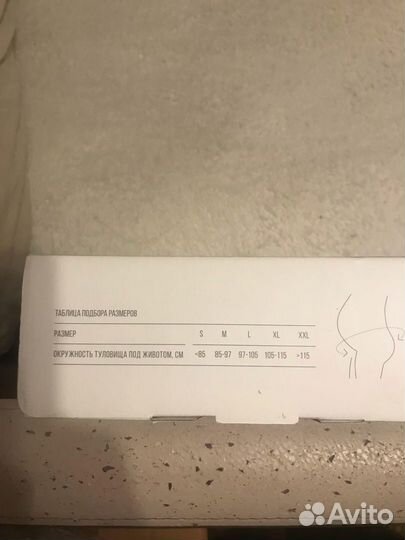 ТАБЛИЦА ПОДБОРА РАЗМЕРОВ
РАЗМЕР S M L XL XXL
ОКРУЖНОСТЬ ТУЛОВИЩА ПОД ЖИВОТОМ, СМ <85 85-97 97-105 105-115 >115
Avito